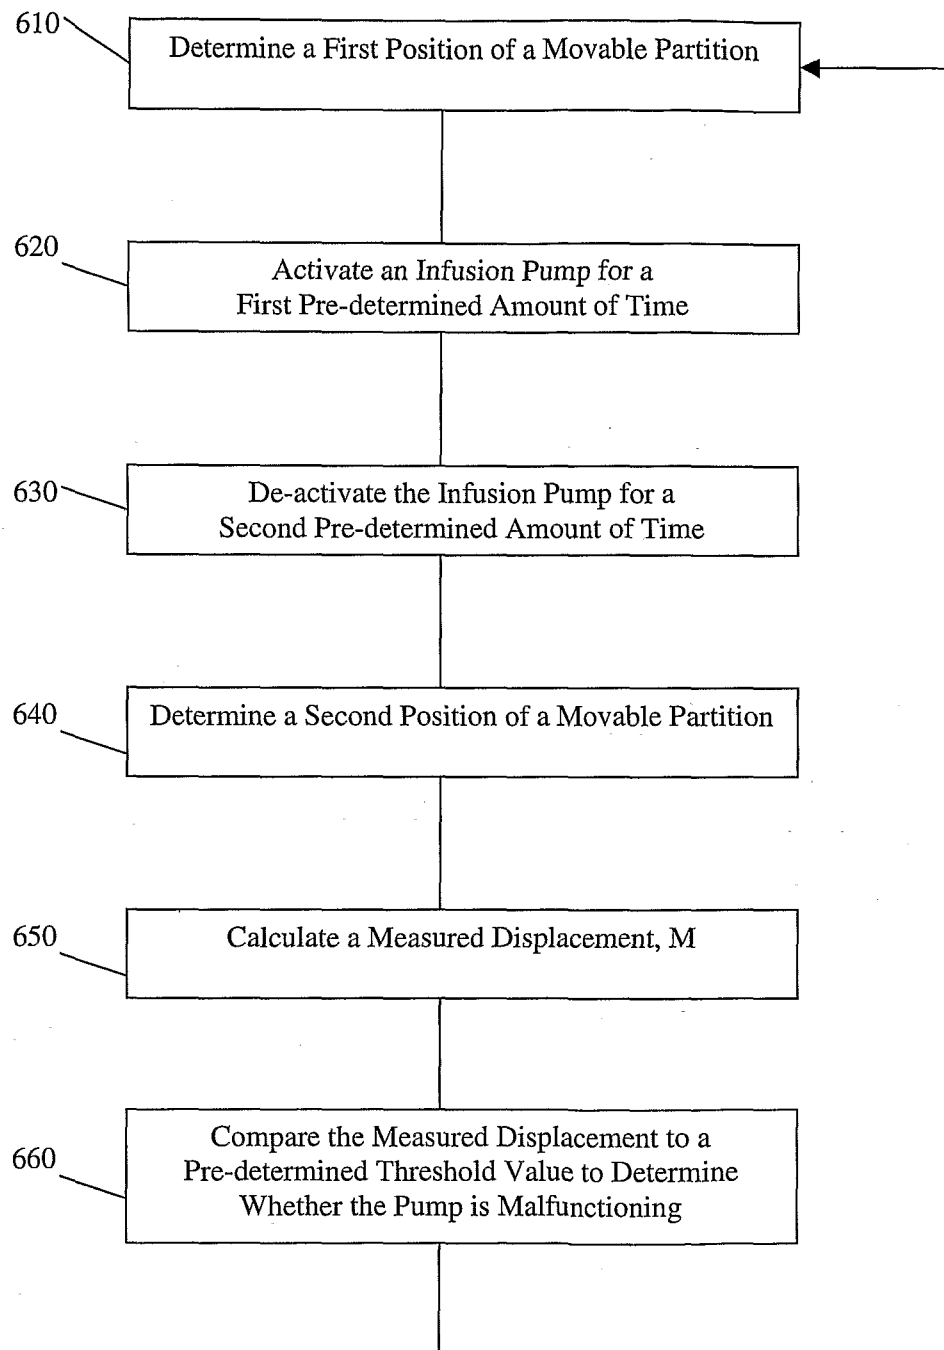 610
Determine a First Position of a Movable Partition
620
Activate an Infusion Pump for a
First Pre-determined Amount of Time
630
De-activate the Infusion Pump for a
Second Pre-determined Amount of Time
640
Determine a Second Position of a Movable Partition
650
Calculate a Measured Displacement, M
660
Compare the Measured Displacement to a
Pre-determined Threshold Value to Determine
Whether the Pump is Malfunctioning